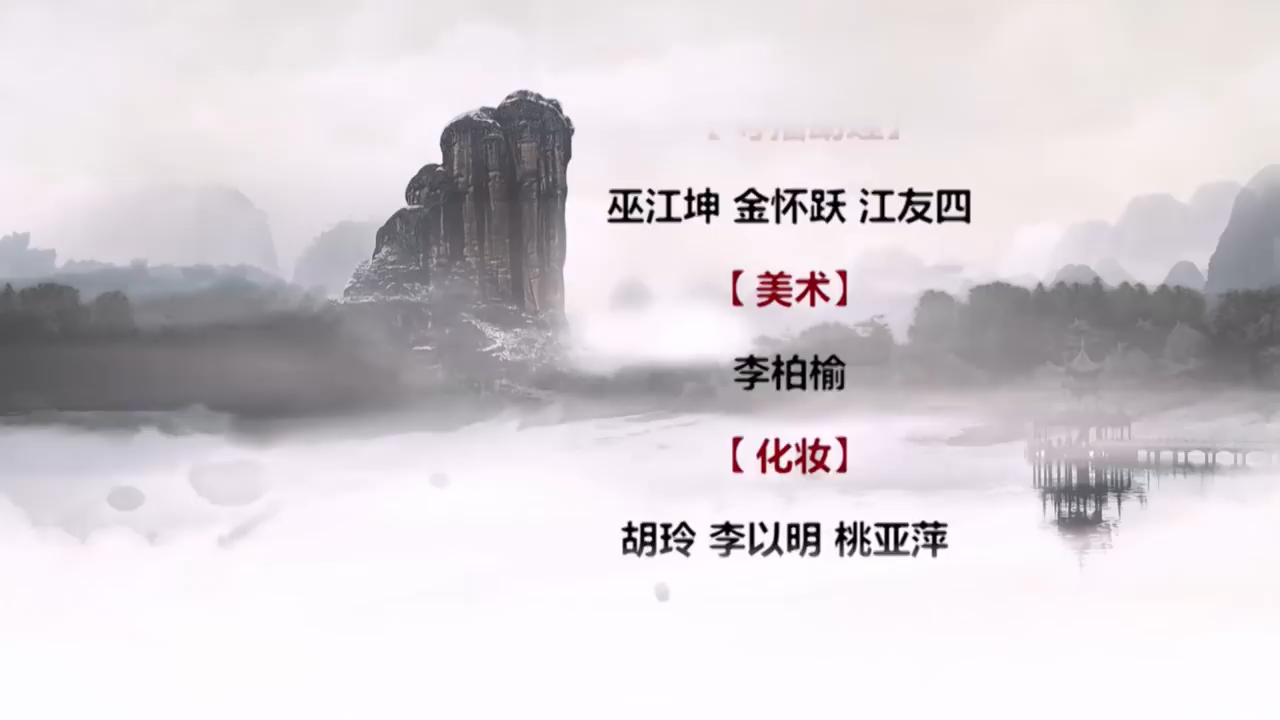 巫江坤 金怀跃 江友四
【美术】
李柏榆
【化妆】
胡玲 李以明 桃亚萍